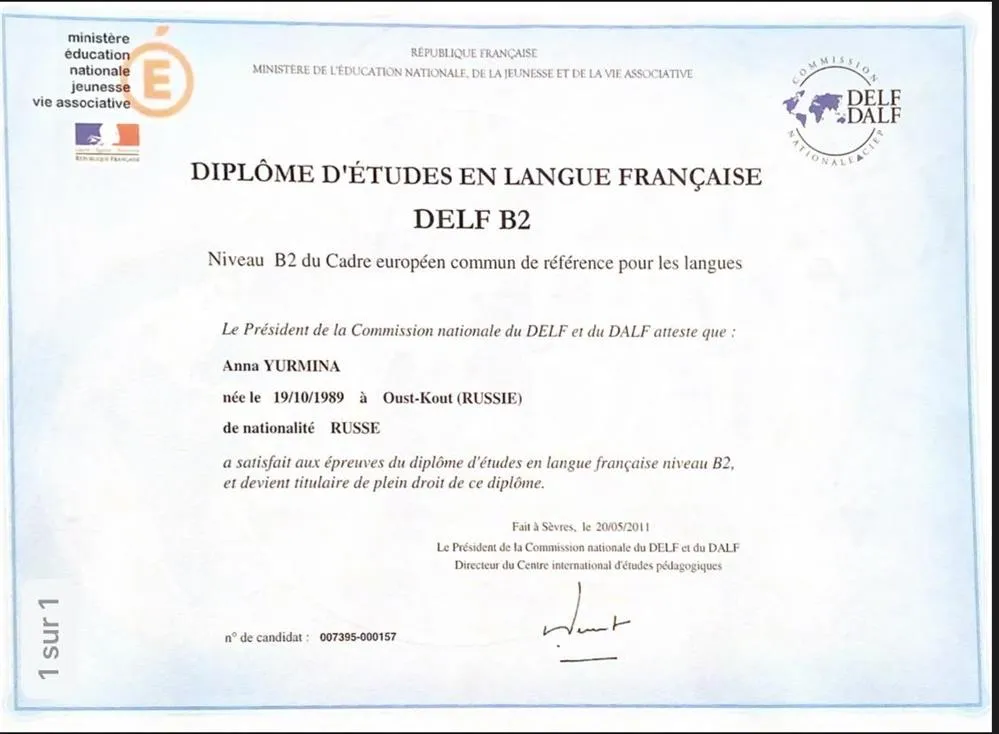 ministère
éducation
nationale
jeunesse
vie associative
É
RÉPUBLIQUE FRANÇAISE
RÉPUBLIQUE FRANÇAISE
MINISTÈRE DE L'ÉDUCATION NATIONALE, DE LA JEUNESSE ET DE LA VIE ASSOCIATIVE
COMMISSION
DELF
DALF
NATIONALE CIEP
DIPLÔME D'ÉTUDES EN LANGUE FRANÇAISE
DELF B2
Niveau B2 du Cadre européen commun de référence pour les langues
Le Président de la Commission nationale du DELF et du DALF atteste que :
Anna YURMINA
née le 19/10/1989 à Oust-Kout (RUSSIE)
de nationalité RUSSE
a satisfait aux épreuves du diplôme d'études en langue française niveau B2,
et devient titulaire de plein droit de ce diplôme.
Fait à Sèvres, le 20/05/2011
Le Président de la Commission nationale du DELF et du DALF
Directeur du Centre international d'études pédagogiques
n° de candidat : 007395-000157
1 sur 1